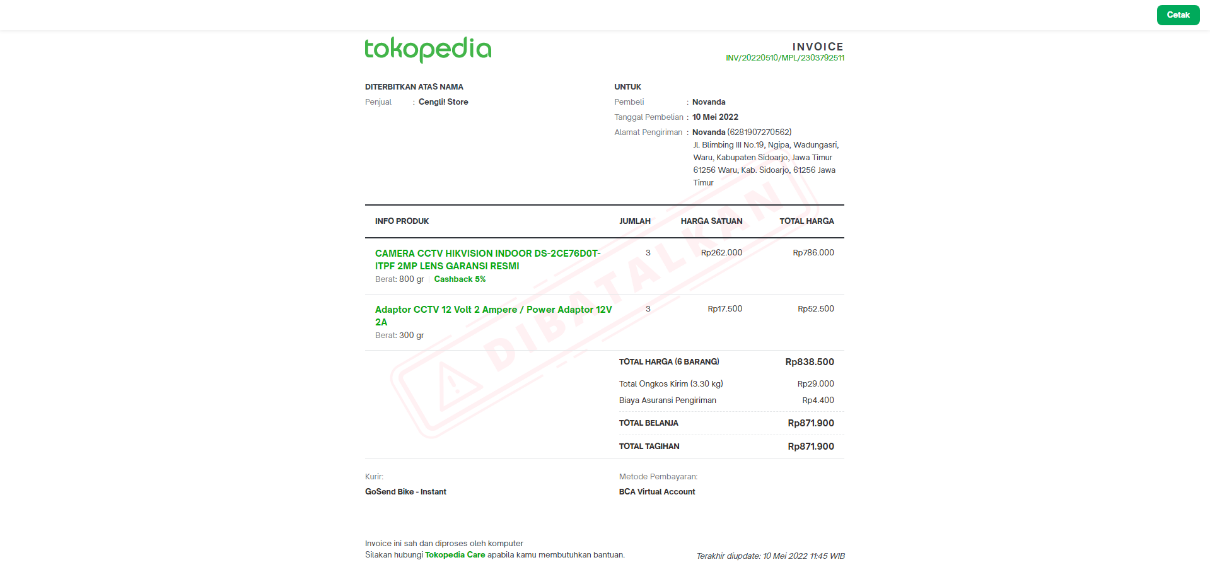 Cetak
tokopedia
INVOICE
INV/20220510/MPL/2303792511
DITERBITKAN ATAS NAMA
Penjual : Cengli! Store
UNTUK
Pembeli : Novanda
Tanggal Pembelian : 10 Mei 2022
Alamat Pengiriman : Novanda (6281907270562)
Jl. Blimbing III No.19, Ngipa, Wadungasri,
Waru, Kabupaten Sidoarjo, Jawa Timur
61256 Waru, Kab. Sidoarjo, 61256 Jawa
Timur
INFO PRODUK JUMLAH HARGA SATUAN TOTAL HARGA
CAMERA CCTV HIKVISION INDOOR DS-2CE76D0T- 3 Rp262.000 Rp786.000
ITPF 2MP LENS GARANSI RESMI
Berat: 800 gr Cashback 5%
Adaptor CCTV 12 Volt 2 Ampere / Power Adaptor 12V 3 Rp17.500 Rp52.500
2A
Berat: 300 gr
DIBATALKAN
TOTAL HARGA (6 BARANG) Rp838.500
Total Ongkos Kirim (3.30 kg) Rp29.000
Biaya Asuransi Pengiriman Rp4.400
TOTAL BELANJA Rp871.900
TOTAL TAGIHAN Rp871.900
Kurir:
GoSend Bike - Instant
Metode Pembayaran:
BCA Virtual Account
Invoice ini sah dan diproses oleh komputer
Silakan hubungi Tokopedia Care apabila kamu membutuhkan bantuan.
Terakhir diupdate: 10 Mei 2022 11:45 WIB